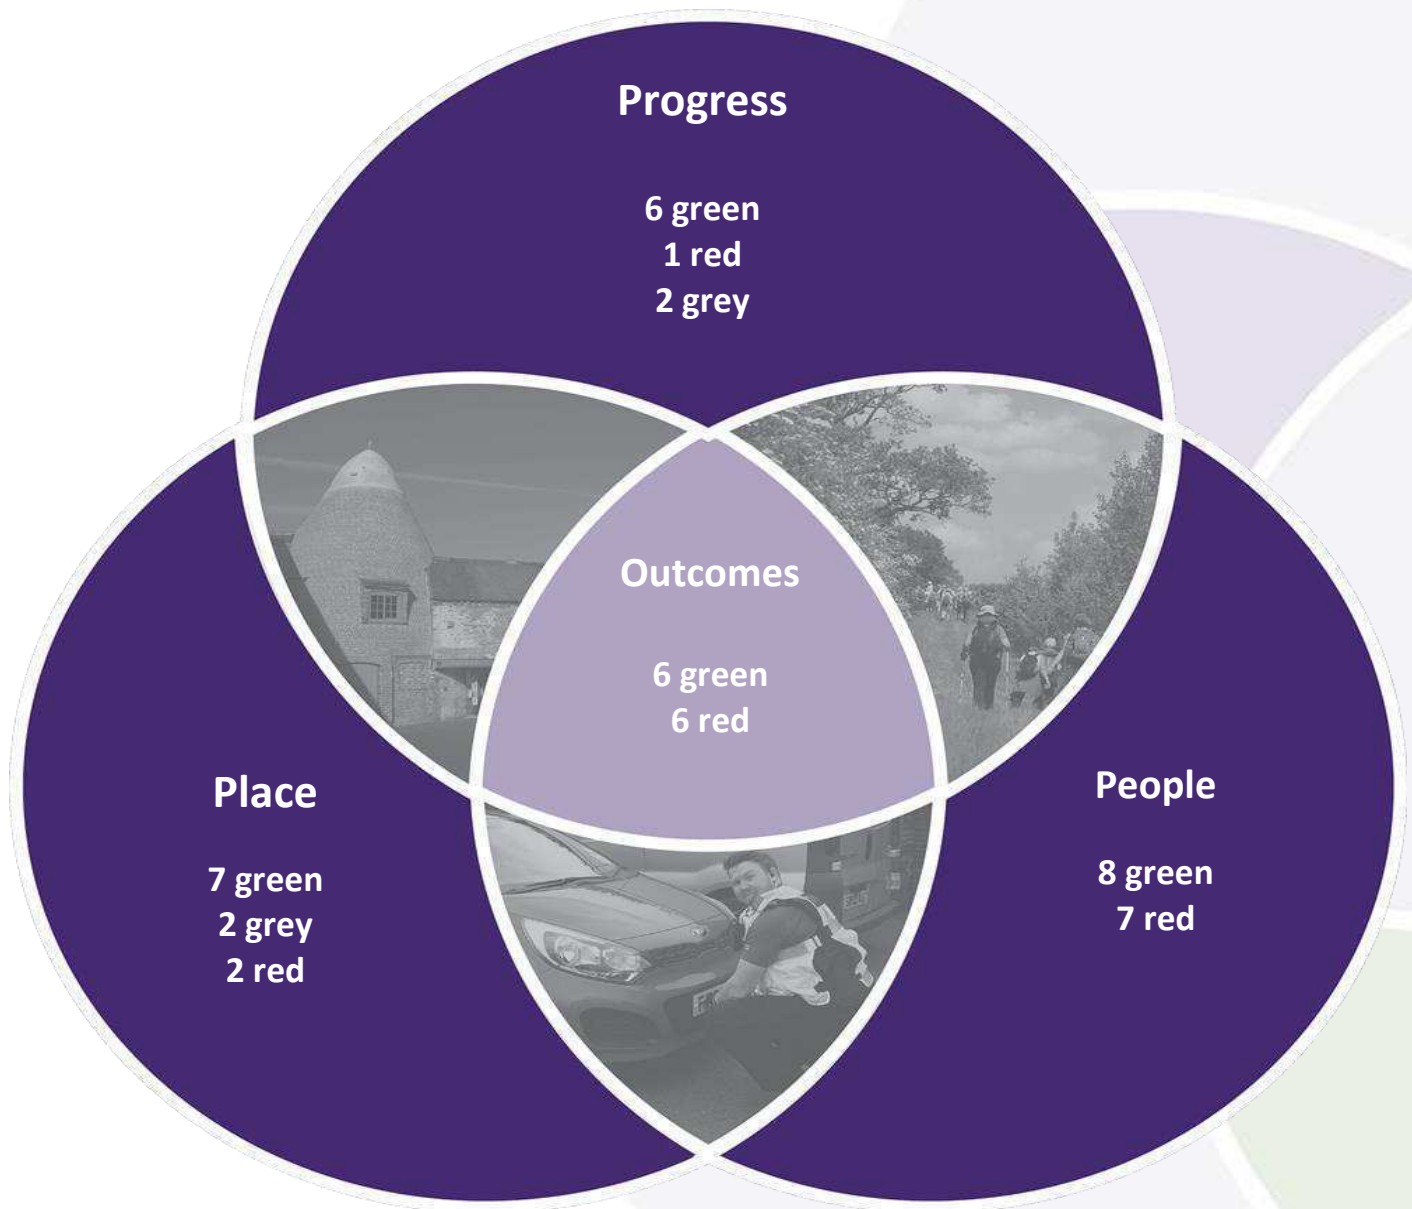 Progress
6 green
1 red
2 grey
Outcomes
6 green
6 red
Place
7 green
2 grey
2 red
People
8 green
7 red